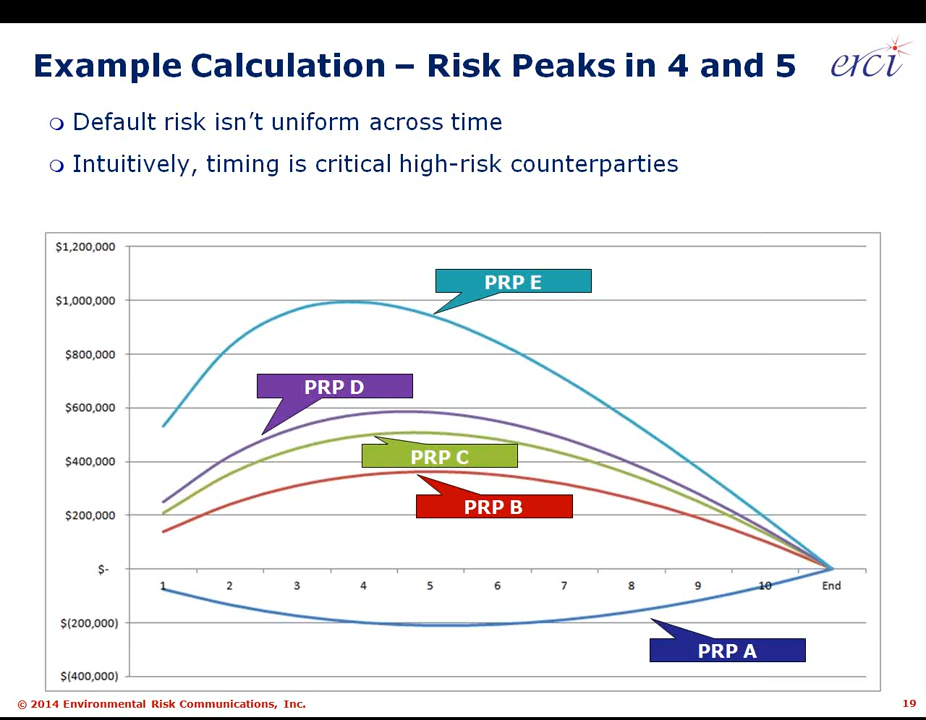 Example Calculation – Risk Peaks in 4 and 5
erci
Default risk isn’t uniform across time
Intuitively, timing is critical high-risk counterparties
$1,200,000
PRP E
$1,000,000
$800,000
PRP D
$600,000
$400,000
PRP C
$200,000
PRP B
$-
1 2 3 4 5 6 7 8 9 10 End
$(200,000)
PRP A
$(400,000)
© 2014 Environmental Risk Communications, Inc.
19